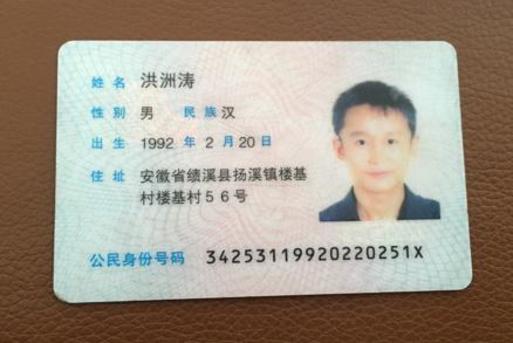 姓名 洪洲涛
性别 男 民族 汉
出生 1992 年 2 月 20 日
住址 安徽省绩溪县扬溪镇楼基
村楼基村56号
公民身份号码 34253119920220251X